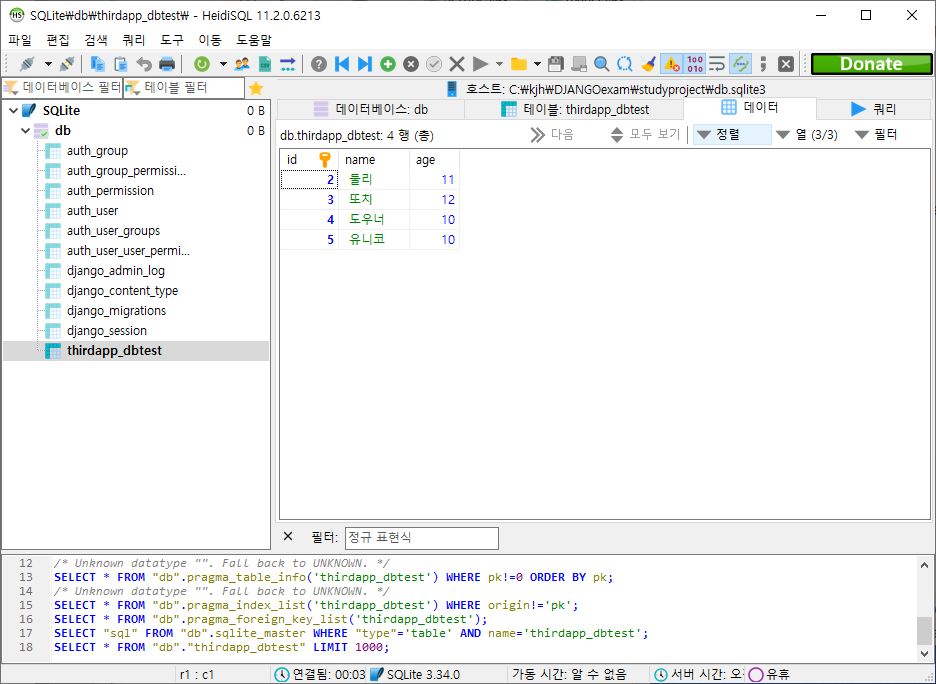 SQLite₩db₩thirdapp_dbtest₩ - HeidiSQL 11.2.0.6213
파일 편집 검색 쿼리 도구 이동 도움말
Donate
데이터베이스 필터 테이블 필터
호스트: C:₩kjh₩DJANGOexam₩studyproject₩db.sqlite3
SQLite 0 B
db 0 B
auth_group
auth_group_permissi...
auth_permission
auth_user
auth_user_groups
auth_user_user_permi...
django_admin_log
django_content_type
django_migrations
django_session
thirdapp_dbtest
데이터베이스: db 테이블: thirdapp_dbtest 데이터 쿼리
db.thirdapp_dbtest: 4 행 (총) 다음 모두 보기 정렬 열 (3/3) 필터
id name age
2 둘리 11
3 또치 12
4 도우너 10
5 유니코 10
필터: 정규 표현식
12 /* Unknown datatype "". Fall back to UNKNOWN. */
13 SELECT * FROM "db".pragma_table_info('thirdapp_dbtest') WHERE pk!=0 ORDER BY pk;
14 /* Unknown datatype "". Fall back to UNKNOWN. */
15 SELECT * FROM "db".pragma_index_list('thirdapp_dbtest') WHERE origin!='pk';
16 SELECT * FROM "db".pragma_foreign_key_list('thirdapp_dbtest');
17 SELECT "sql" FROM "db".sqlite_master WHERE "type"='table' AND name='thirdapp_dbtest';
18 SELECT * FROM "db"."thirdapp_dbtest" LIMIT 1000;
r1 : c1 연결됨: 00:03 SQLite 3.34.0 가동 시간: 알 수 없음 서버 시간: 유휴